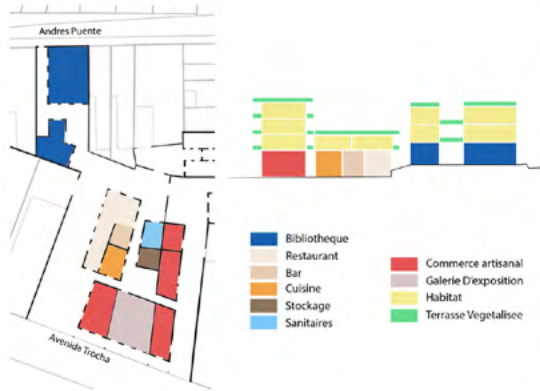 Andres Puente
Avenida Trocha
Bibliotheque
Restaurant
Bar
Cuisine
Stockage
Sanitaires
Commerce artisanal
Galerie D'exposition
Habitat
Terrasse Vegetalisee